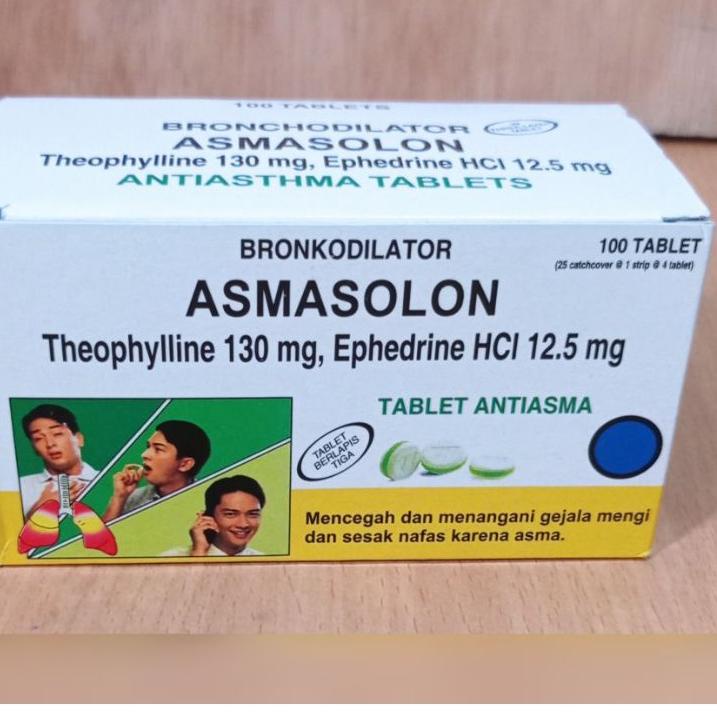 100 TABLETS
BRONCHODILATOR
ASMASOLON
Theophylline 130 mg, Ephedrine HCl 12.5 mg
ANTIASTHMA TABLETS
BRONKODILATOR
100 TABLET
(25 catchcover @ 1 strip @ 4 tablet)
ASMASOLON
Theophylline 130 mg, Ephedrine HCl 12.5 mg
TABLET ANTIASMA
TABLET
BERLAPIS
TIGA
Mencegah dan menangani gejala mengi
dan sesak nafas karena asma.